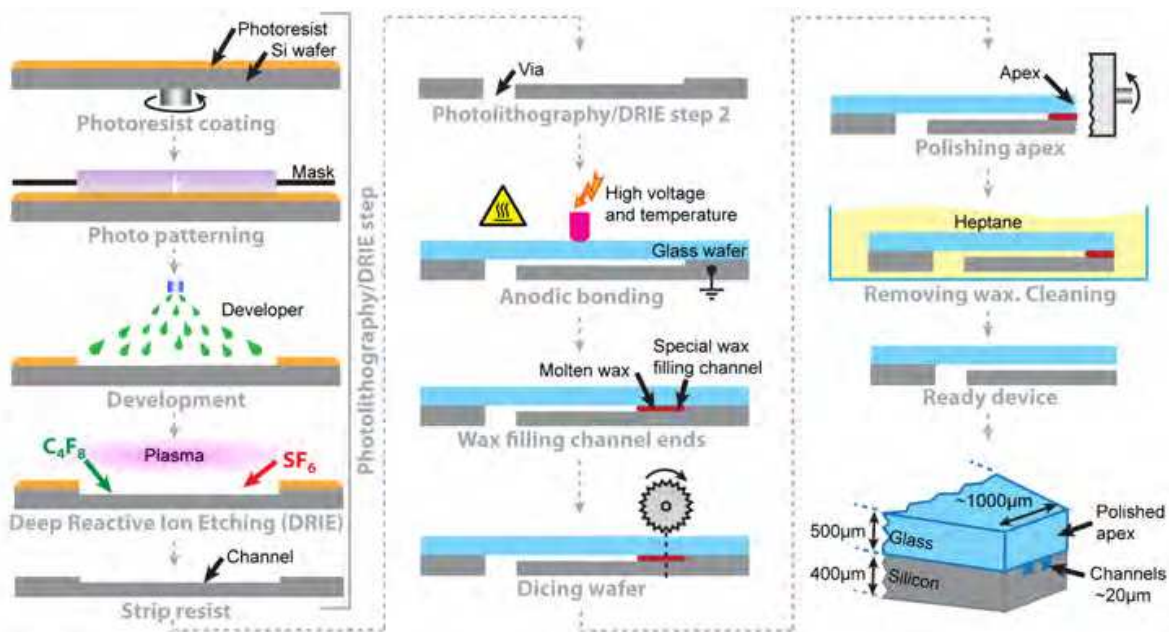 Photoresist
Si wafer
Photoresist coating
Mask
Photo patterning
Developer
Development
C4F8
Plasma
SF6
Deep Reactive Ion Etching (DRIE)
Channel
Strip resist
Photolithography/DRIE step
Via
Photolithography/DRIE step 2
High voltage
and temperature
Glass wafer
Anodic bonding
Molten wax
Special wax
filling channel
Wax filling channel ends
Dicing wafer
Apex
Polishing apex
Heptane
Removing wax. Cleaning
Ready device
~1000µm
500µm
Glass
Polished
apex
400µm
Silicon
Channels
~20µm